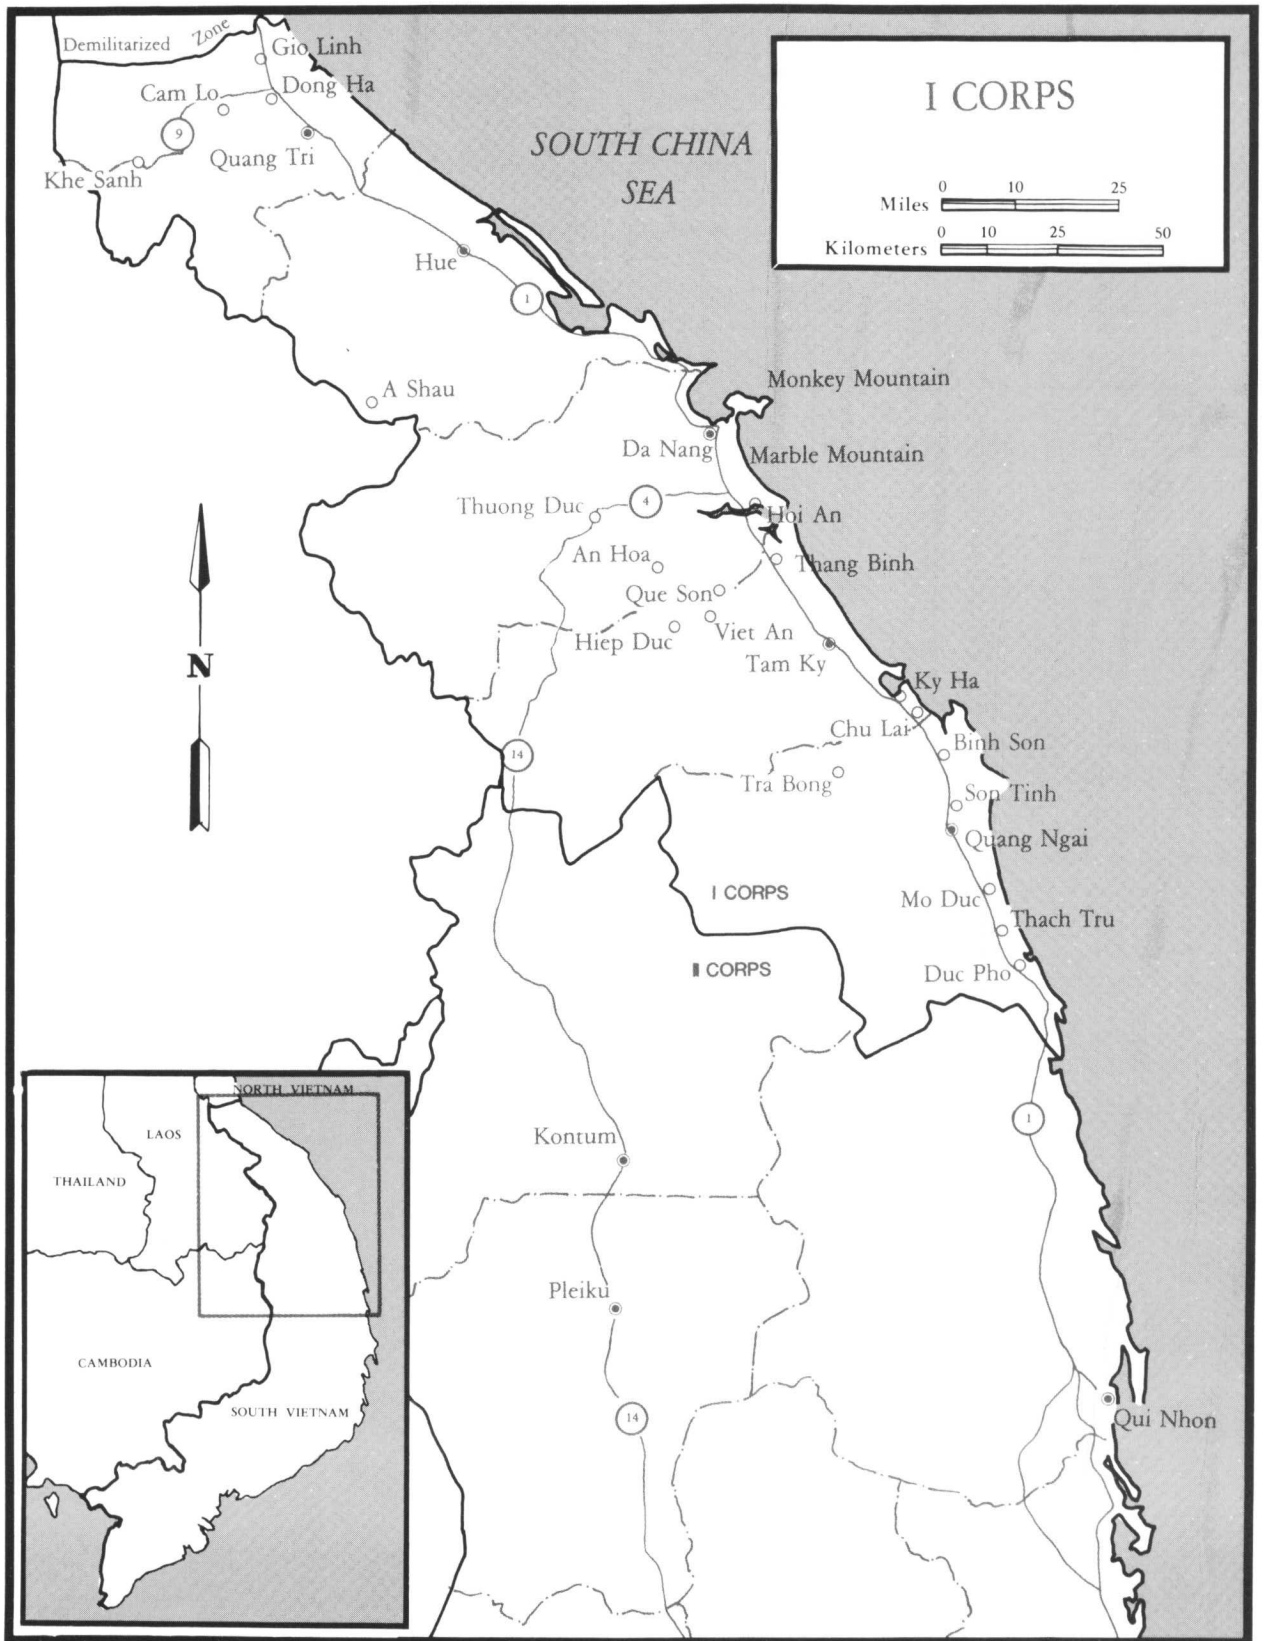 Demilitarized Zone
Gio Linh
Cam Lo
Dong Ha
9
Quang Tri
Khe Sanh
I CORPS
SOUTH CHINA
SEA
0 10 25
Miles
0 10 25 50
Kilometers
Hue
1
A Shau
Monkey Mountain
Da Nang
Marble Mountain
Thuong Duc
4
Hoi An
An Hoa
Thang Binh
Que Son
Hiep Duc
Viet An
Tam Ky
N
Ky Ha
Chu Lai
14
Binh Son
Tra Bong
Son Tinh
Quang Ngai
I CORPS
Mo Duc
Thach Tru
II CORPS
Duc Pho
NORTH VIETNAM
LAOS
THAILAND
CAMBODIA
SOUTH VIETNAM
1
Kontum
Pleiku
14
Qui Nhon